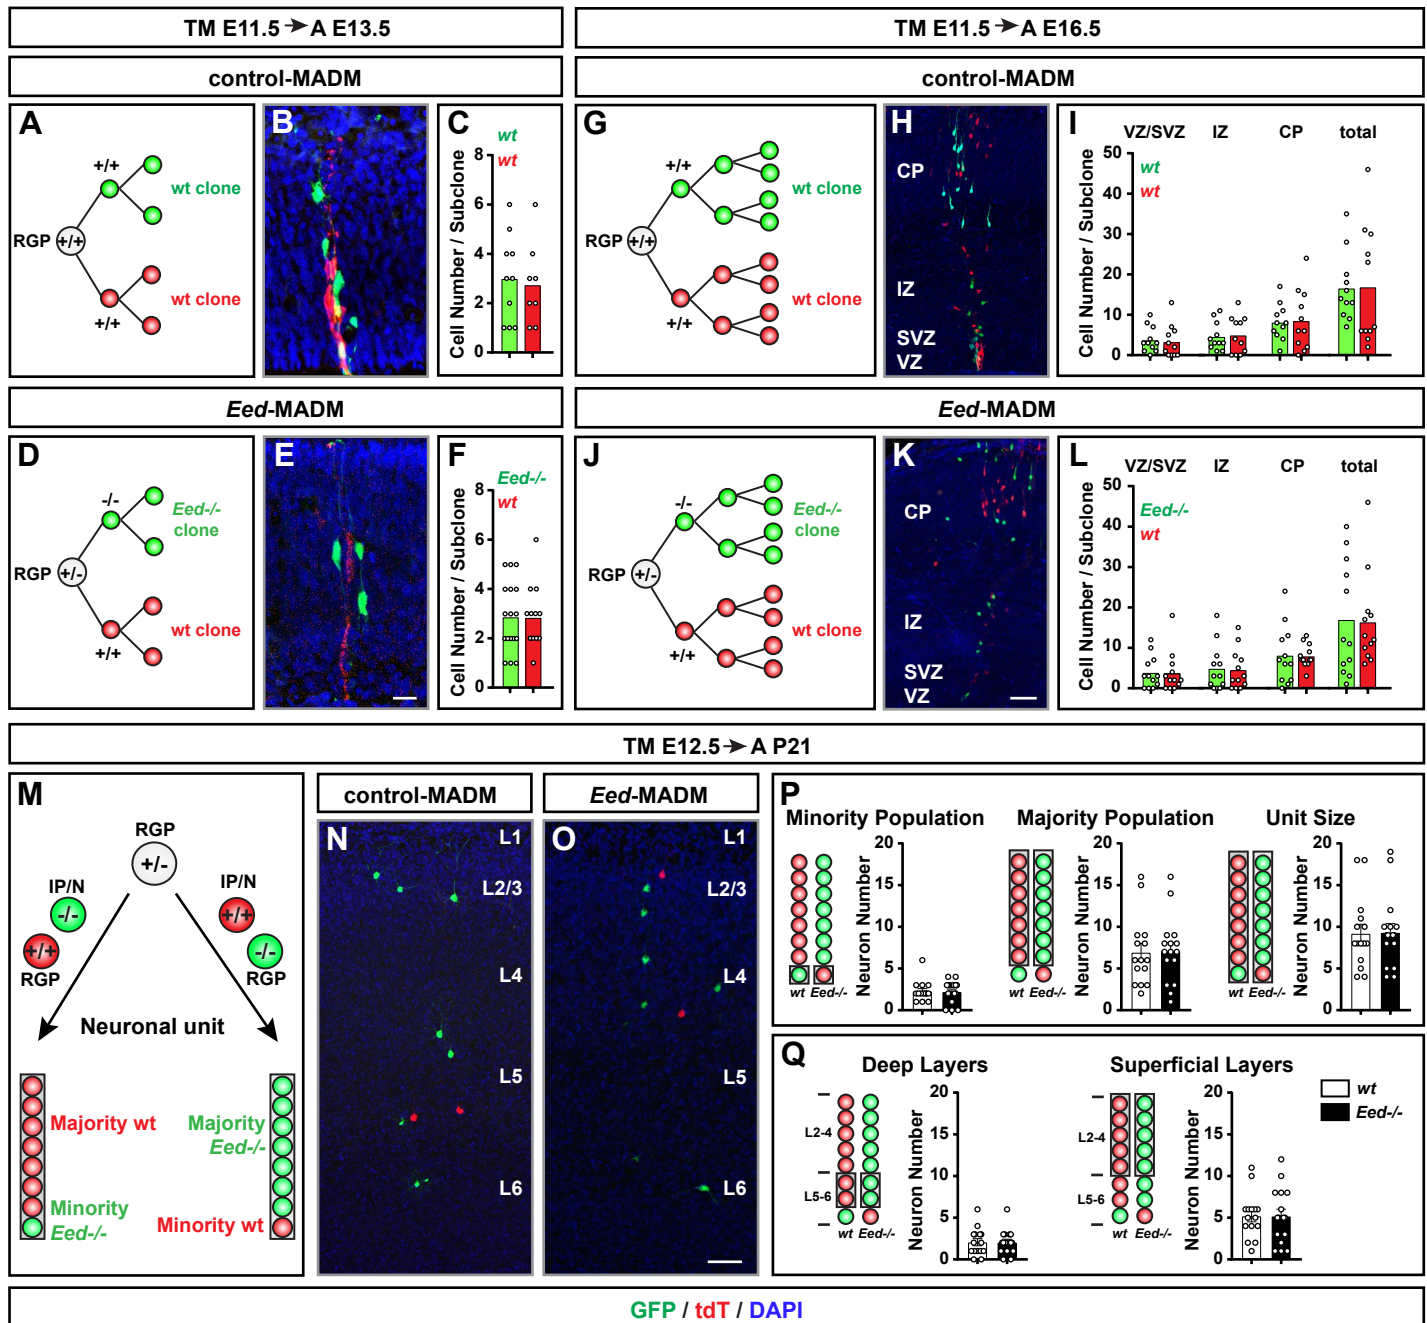 TM E11.5 → A E13.5
TM E11.5 → A E16.5
control-MADM
control-MADM
A
+/+
wt clone
RGP +/+
wt clone
+/+
B
C
wt
wt
Cell Number / Subclone
8
6
4
2
0
G
+/+
wt clone
RGP +/+
wt clone
+/+
H
CP
IZ
SVZ
VZ
I
VZ/SVZ IZ CP total
wt
wt
Cell Number / Subclone
50
40
30
20
10
0
Eed-MADM
Eed-MADM
D
-/-
Eed-/-
clone
RGP +/-
wt clone
+/+
E
F
Eed-/-
wt
Cell Number / Subclone
8
6
4
2
0
J
-/-
Eed-/-
clone
RGP +/-
wt clone
+/+
K
CP
IZ
SVZ
VZ
L
VZ/SVZ IZ CP total
Eed-/-
wt
Cell Number / Subclone
50
40
30
20
10
0
TM E12.5 → A P21
M
RGP
+/-
IP/N
-/-
+/+
RGP
IP/N
+/+
-/-
RGP
Neuronal unit
Majority wt
Majority
Eed-/-
Minority
Eed-/-
Minority wt
control-MADM
N
L1
L2/3
L4
L5
L6
Eed-MADM
O
L1
L2/3
L4
L5
L6
P
Minority Population
wt Eed-/-
Neuron Number
20
15
10
5
0
Majority Population
wt Eed-/-
Neuron Number
20
15
10
5
0
Unit Size
wt Eed-/-
Neuron Number
20
15
10
5
0
Q
Deep Layers
L2-4
L5-6
wt Eed-/-
Neuron Number
20
15
10
5
0
Superficial Layers
L2-4
L5-6
wt Eed-/-
Neuron Number
20
15
10
5
0
wt
Eed-/-
GFP / tdT / DAPI